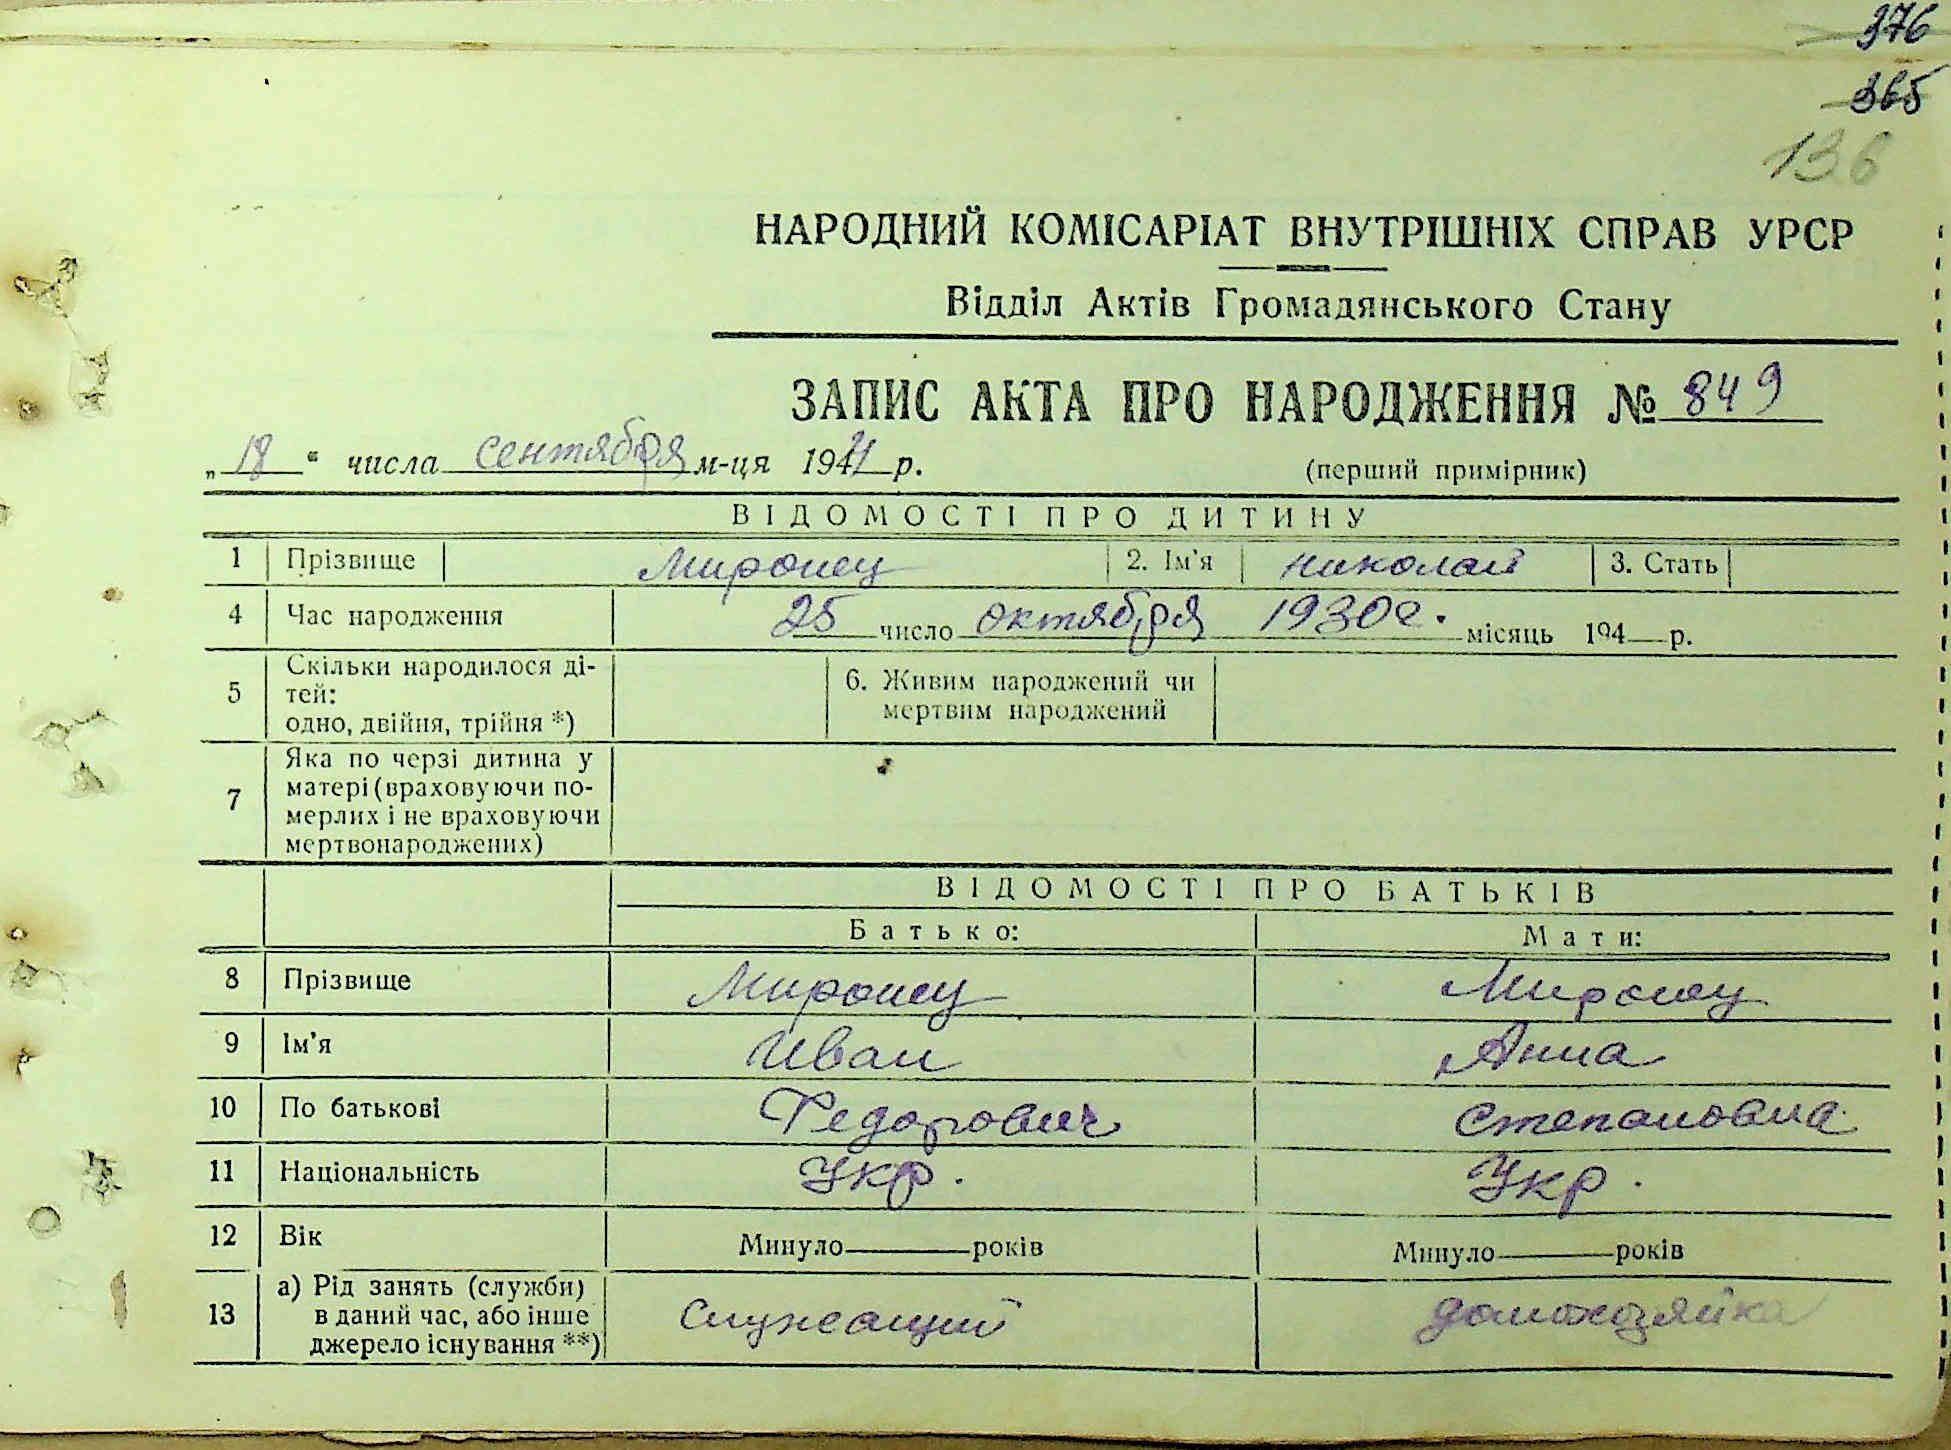 376
365
136
НАРОДНИЙ КОМІСАРІАТ ВНУТРІШНІХ СПРАВ УРСР
Відділ Актів Громадянського Стану
ЗАПИС АКТА ПРО НАРОДЖЕННЯ № 849
„18“ числа сентября м-ця 1941 р. (перший примірник)
ВІДОМОСТІ ПРО ДИТИНУ
1 Прізвище Миронец 2. Ім'я Николай 3. Стать
4 Час народження 25 число октября 1930г. місяць 194 р.
5 Скільки народилося ді-
тей:
одно, двійня, трійня *)
6. Живим народжений чи
мертвим народжений
7 Яка по черзі дитина у
матері (враховуючи по-
мерлих і не враховуючи
мертвонароджених)
ВІДОМОСТІ ПРО БАТЬКІВ
Батько: Мати:
8 Прізвище Миронец Миронец
9 Ім'я Иван Анна
10 По батькові Федорович Степановна
11 Національність Укр. Укр.
12 Вік Минуло років Минуло років
13 а) Рід занять (служби)
в даний час, або інше
джерело існування **)
Служащий домохозяйка